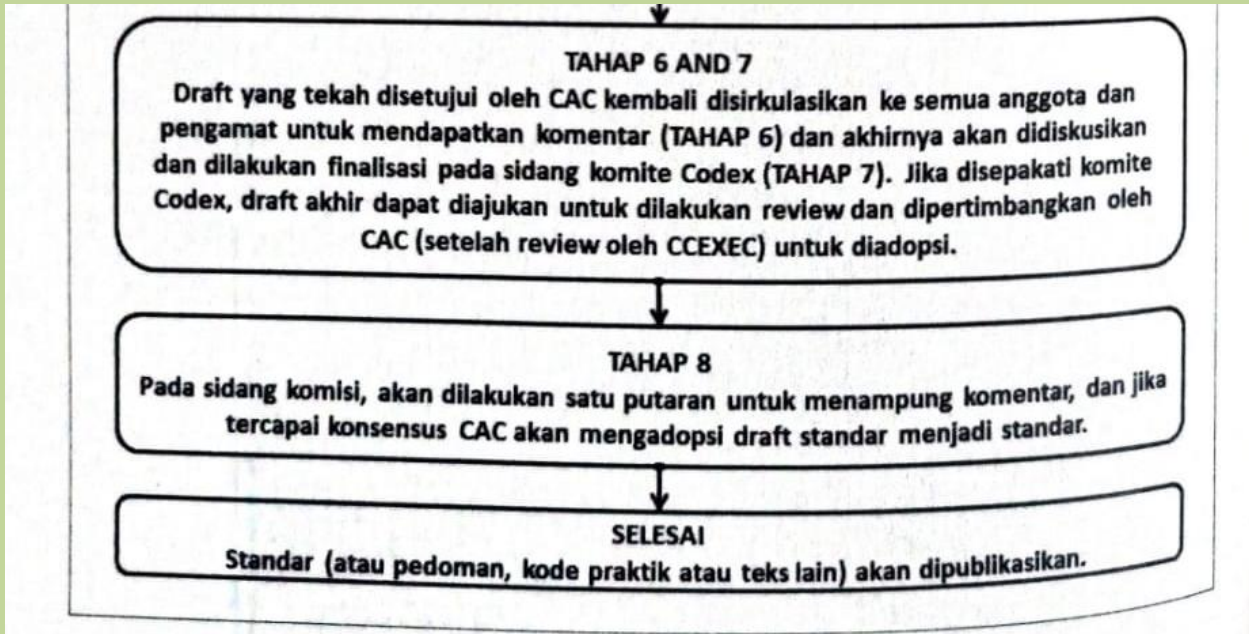 TAHAP 6 AND 7
Draft yang tekah disetujui oleh CAC kembali disirkulasikan ke semua anggota dan
pengamat untuk mendapatkan komentar (TAHAP 6) dan akhirnya akan didiskusikan
dan dilakukan finalisasi pada sidang komite Codex (TAHAP 7). Jika disepakati komite
Codex, draft akhir dapat diajukan untuk dilakukan review dan dipertimbangkan oleh
CAC (setelah review oleh CCEXEC) untuk diadopsi.
TAHAP 8
Pada sidang komisi, akan dilakukan satu putaran untuk menampung komentar, dan jika
tercapai konsensus CAC akan mengadopsi draft standar menjadi standar.
SELESAI
Standar (atau pedoman, kode praktik atau teks lain) akan dipublikasikan.